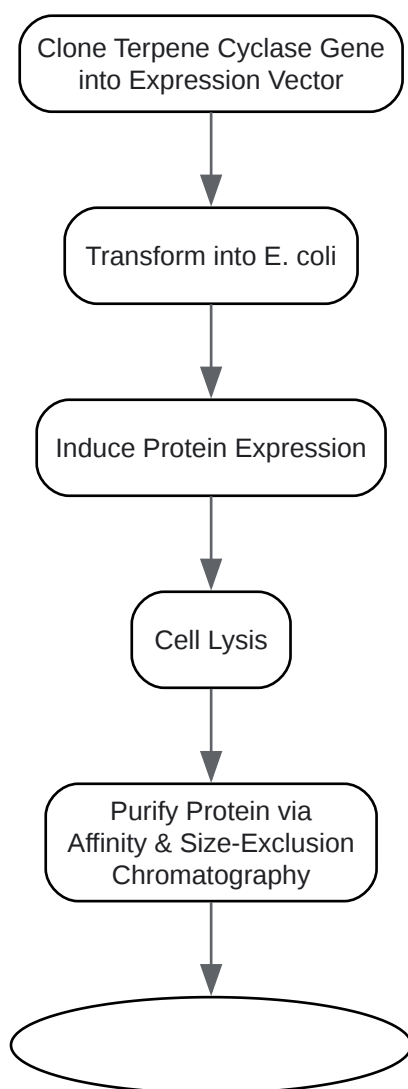 Clone Terpene Cyclase Gene
into Expression Vector
Transform into E. coli
Induce Protein Expression
Cell Lysis
Purify Protein via
Affinity & Size-Exclusion
Chromatography